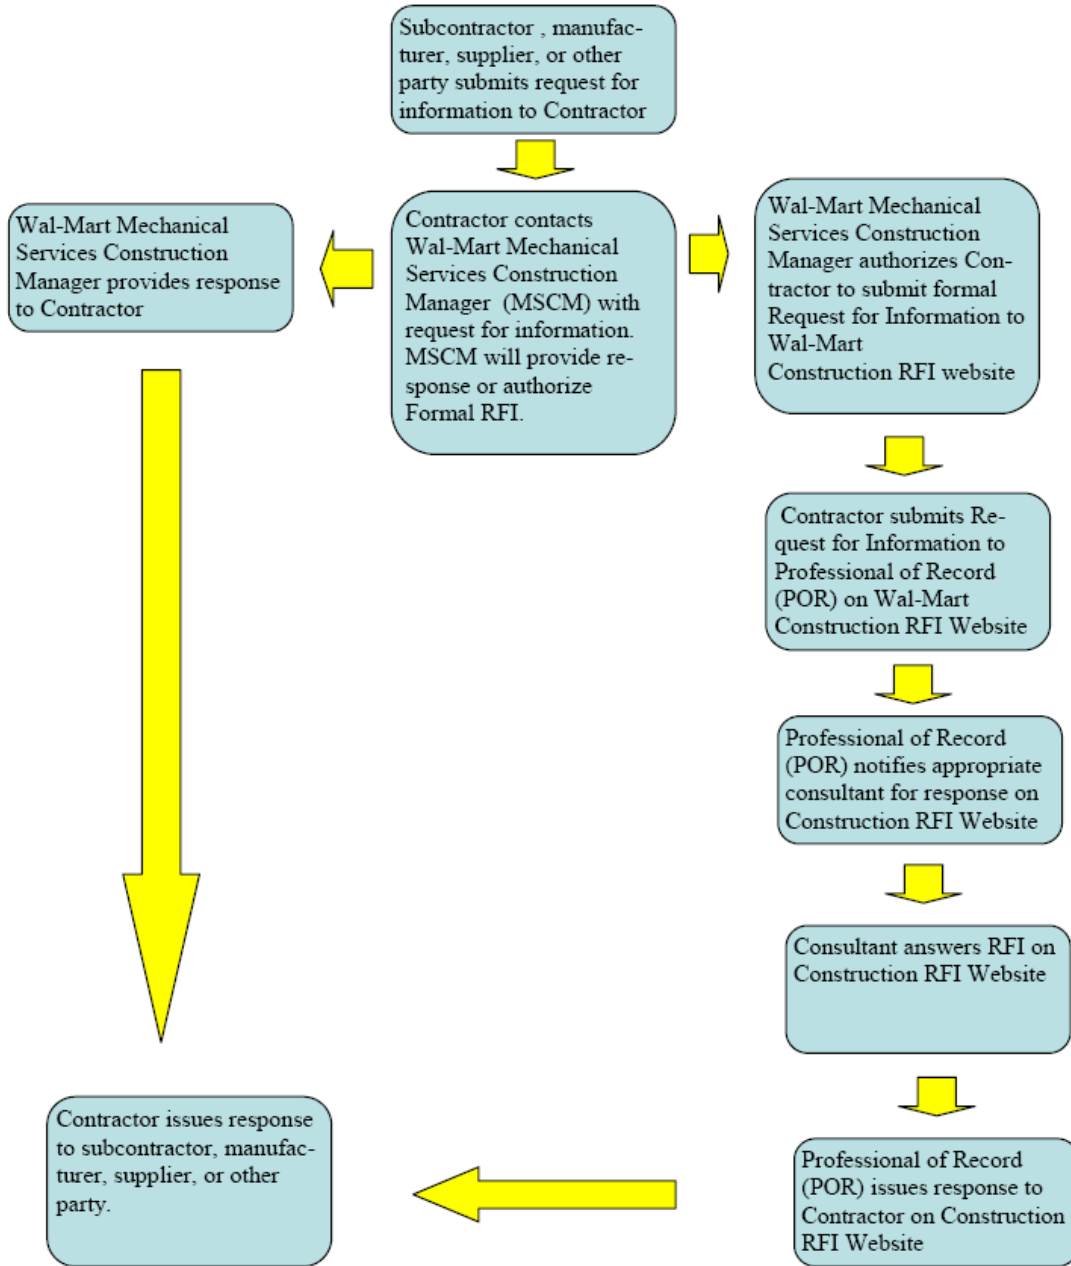 Subcontractor , manufac-
turer, supplier, or other
party submits request for
information to Contractor
Wal-Mart Mechanical
Services Construction
Manager provides response
to Contractor
Contractor contacts
Wal-Mart Mechanical
Services Construction
Manager (MSCM) with
request for information.
MSCM will provide re-
sponse or authorize
Formal RFI.
Wal-Mart Mechanical
Services Construction
Manager authorizes Con-
tractor to submit formal
Request for Information to
Wal-Mart
Construction RFI website
Contractor submits Re-
quest for Information to
Professional of Record
(POR) on Wal-Mart
Construction RFI Website
Professional of Record
(POR) notifies appropriate
consultant for response on
Construction RFI Website
Consultant answers RFI on
Construction RFI Website
Professional of Record
(POR) issues response to
Contractor on Construction
RFI Website
Contractor issues response
to subcontractor, manufac-
turer, supplier, or other
party.